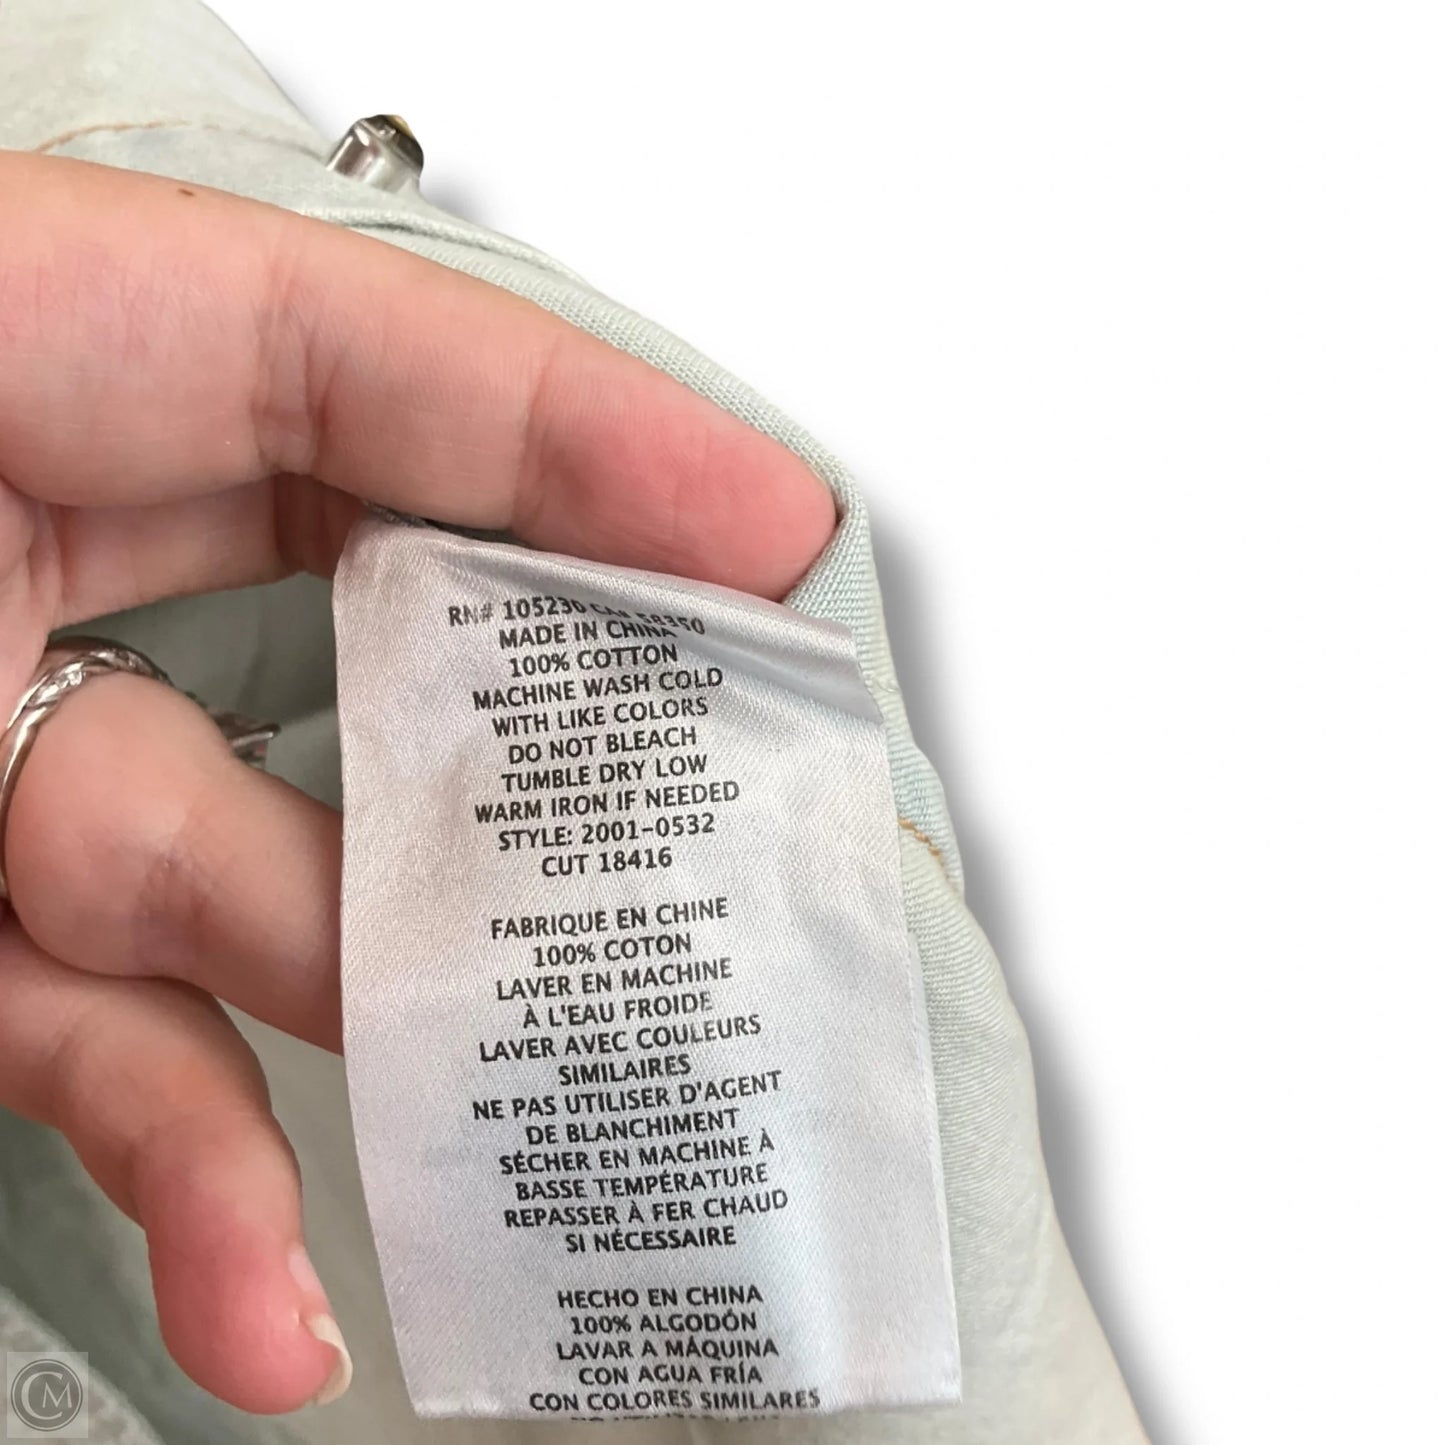 RN# 105230 CA# 58350
MADE IN CHINA
100% COTTON
MACHINE WASH COLD
WITH LIKE COLORS
DO NOT BLEACH
TUMBLE DRY LOW
WARM IRON IF NEEDED
STYLE: 2001-0532
CUT 18416
FABRIQUE EN CHINE
100% COTON
LAVER EN MACHINE
À L'EAU FROIDE
LAVER AVEC COULEURS
SIMILAIRES
NE PAS UTILISER D'AGENT
DE BLANCHIMENT
SÉCHER EN MACHINE À
BASSE TEMPÉRATURE
REPASSER À FER CHAUD
SI NÉCESSAIRE
HECHO EN CHINA
100% ALGODÓN
LAVAR A MÁQUINA
CON AGUA FRÍA
CON COLORES SIMILARES
CM